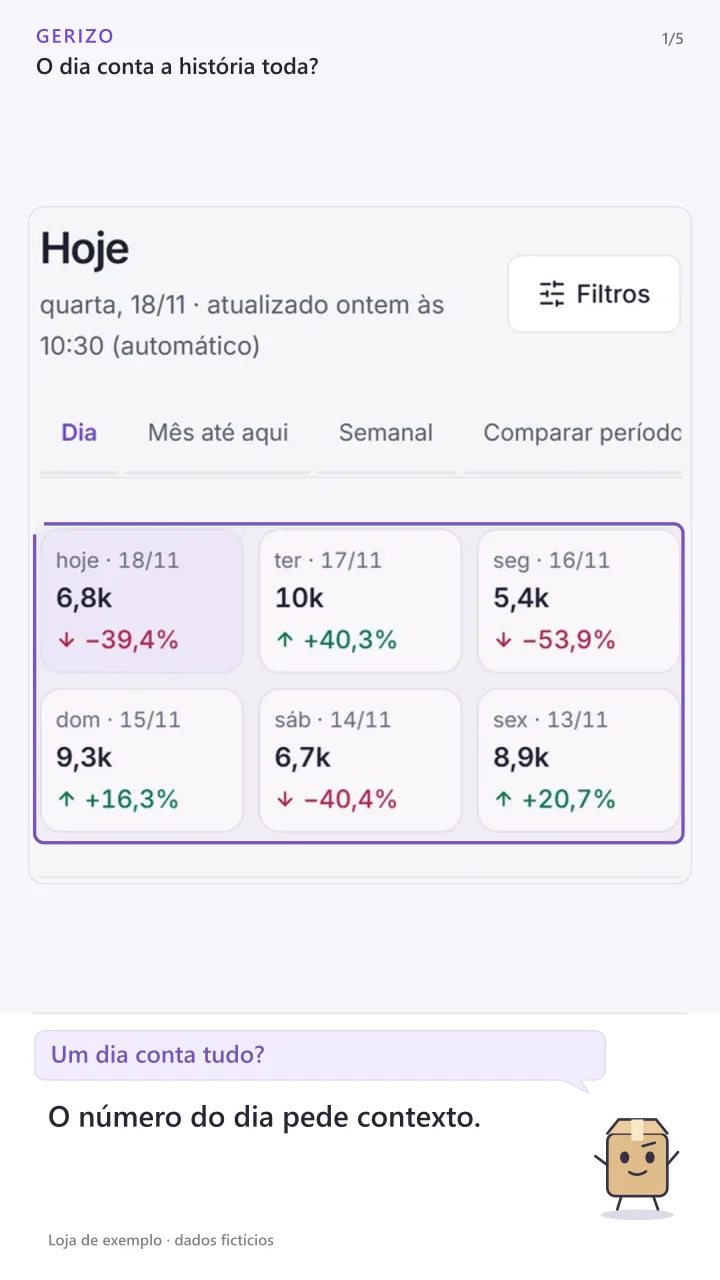 GERIZO
1/5
O dia conta a história toda?
Hoje
quarta, 18/11 · atualizado ontem às
10:30 (automático)
Filtros
Dia
Mês até aqui
Semanal
Comparar período
hoje · 18/11
6,8k
↓ −39,4%
ter · 17/11
10k
↑ +40,3%
seg · 16/11
5,4k
↓ −53,9%
dom · 15/11
9,3k
↑ +16,3%
sáb · 14/11
6,7k
↓ −40,4%
sex · 13/11
8,9k
↑ +20,7%
Um dia conta tudo?
O número do dia pede contexto.
Loja de exemplo · dados fictícios